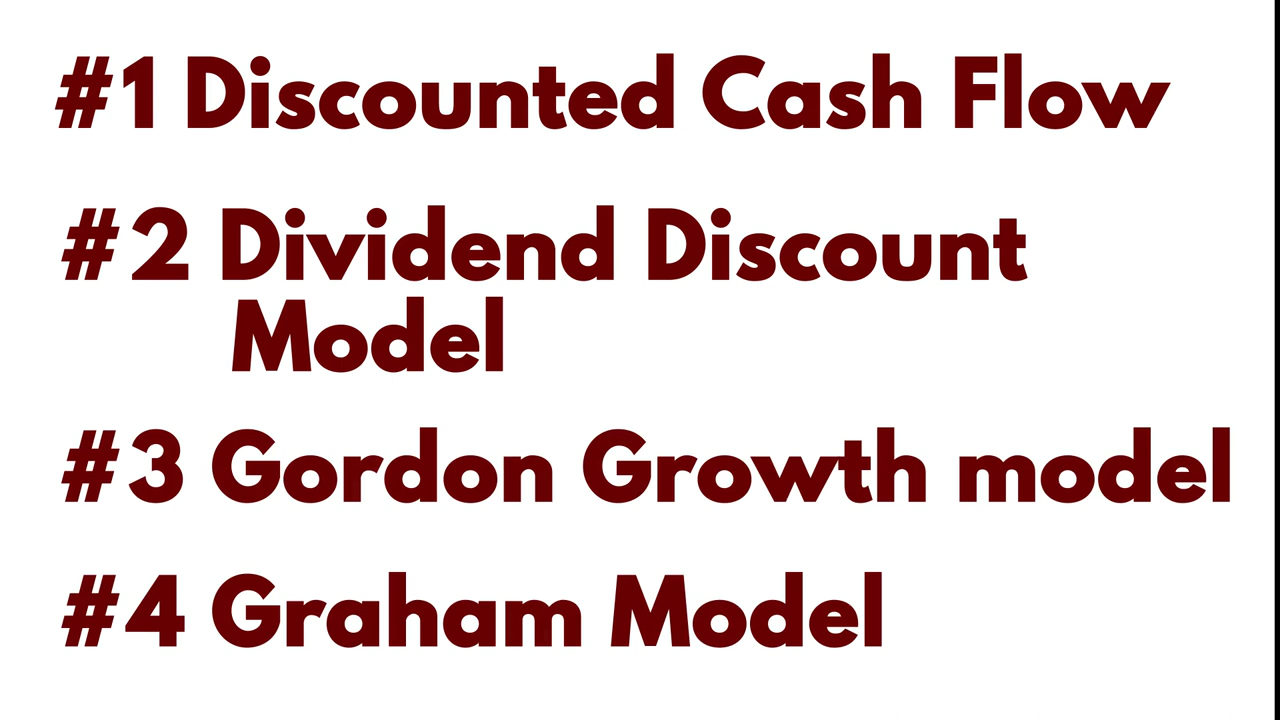 #1 Discounted Cash Flow
#2 Dividend Discount
Model
#3 Gordon Growth model
#4 Graham Model